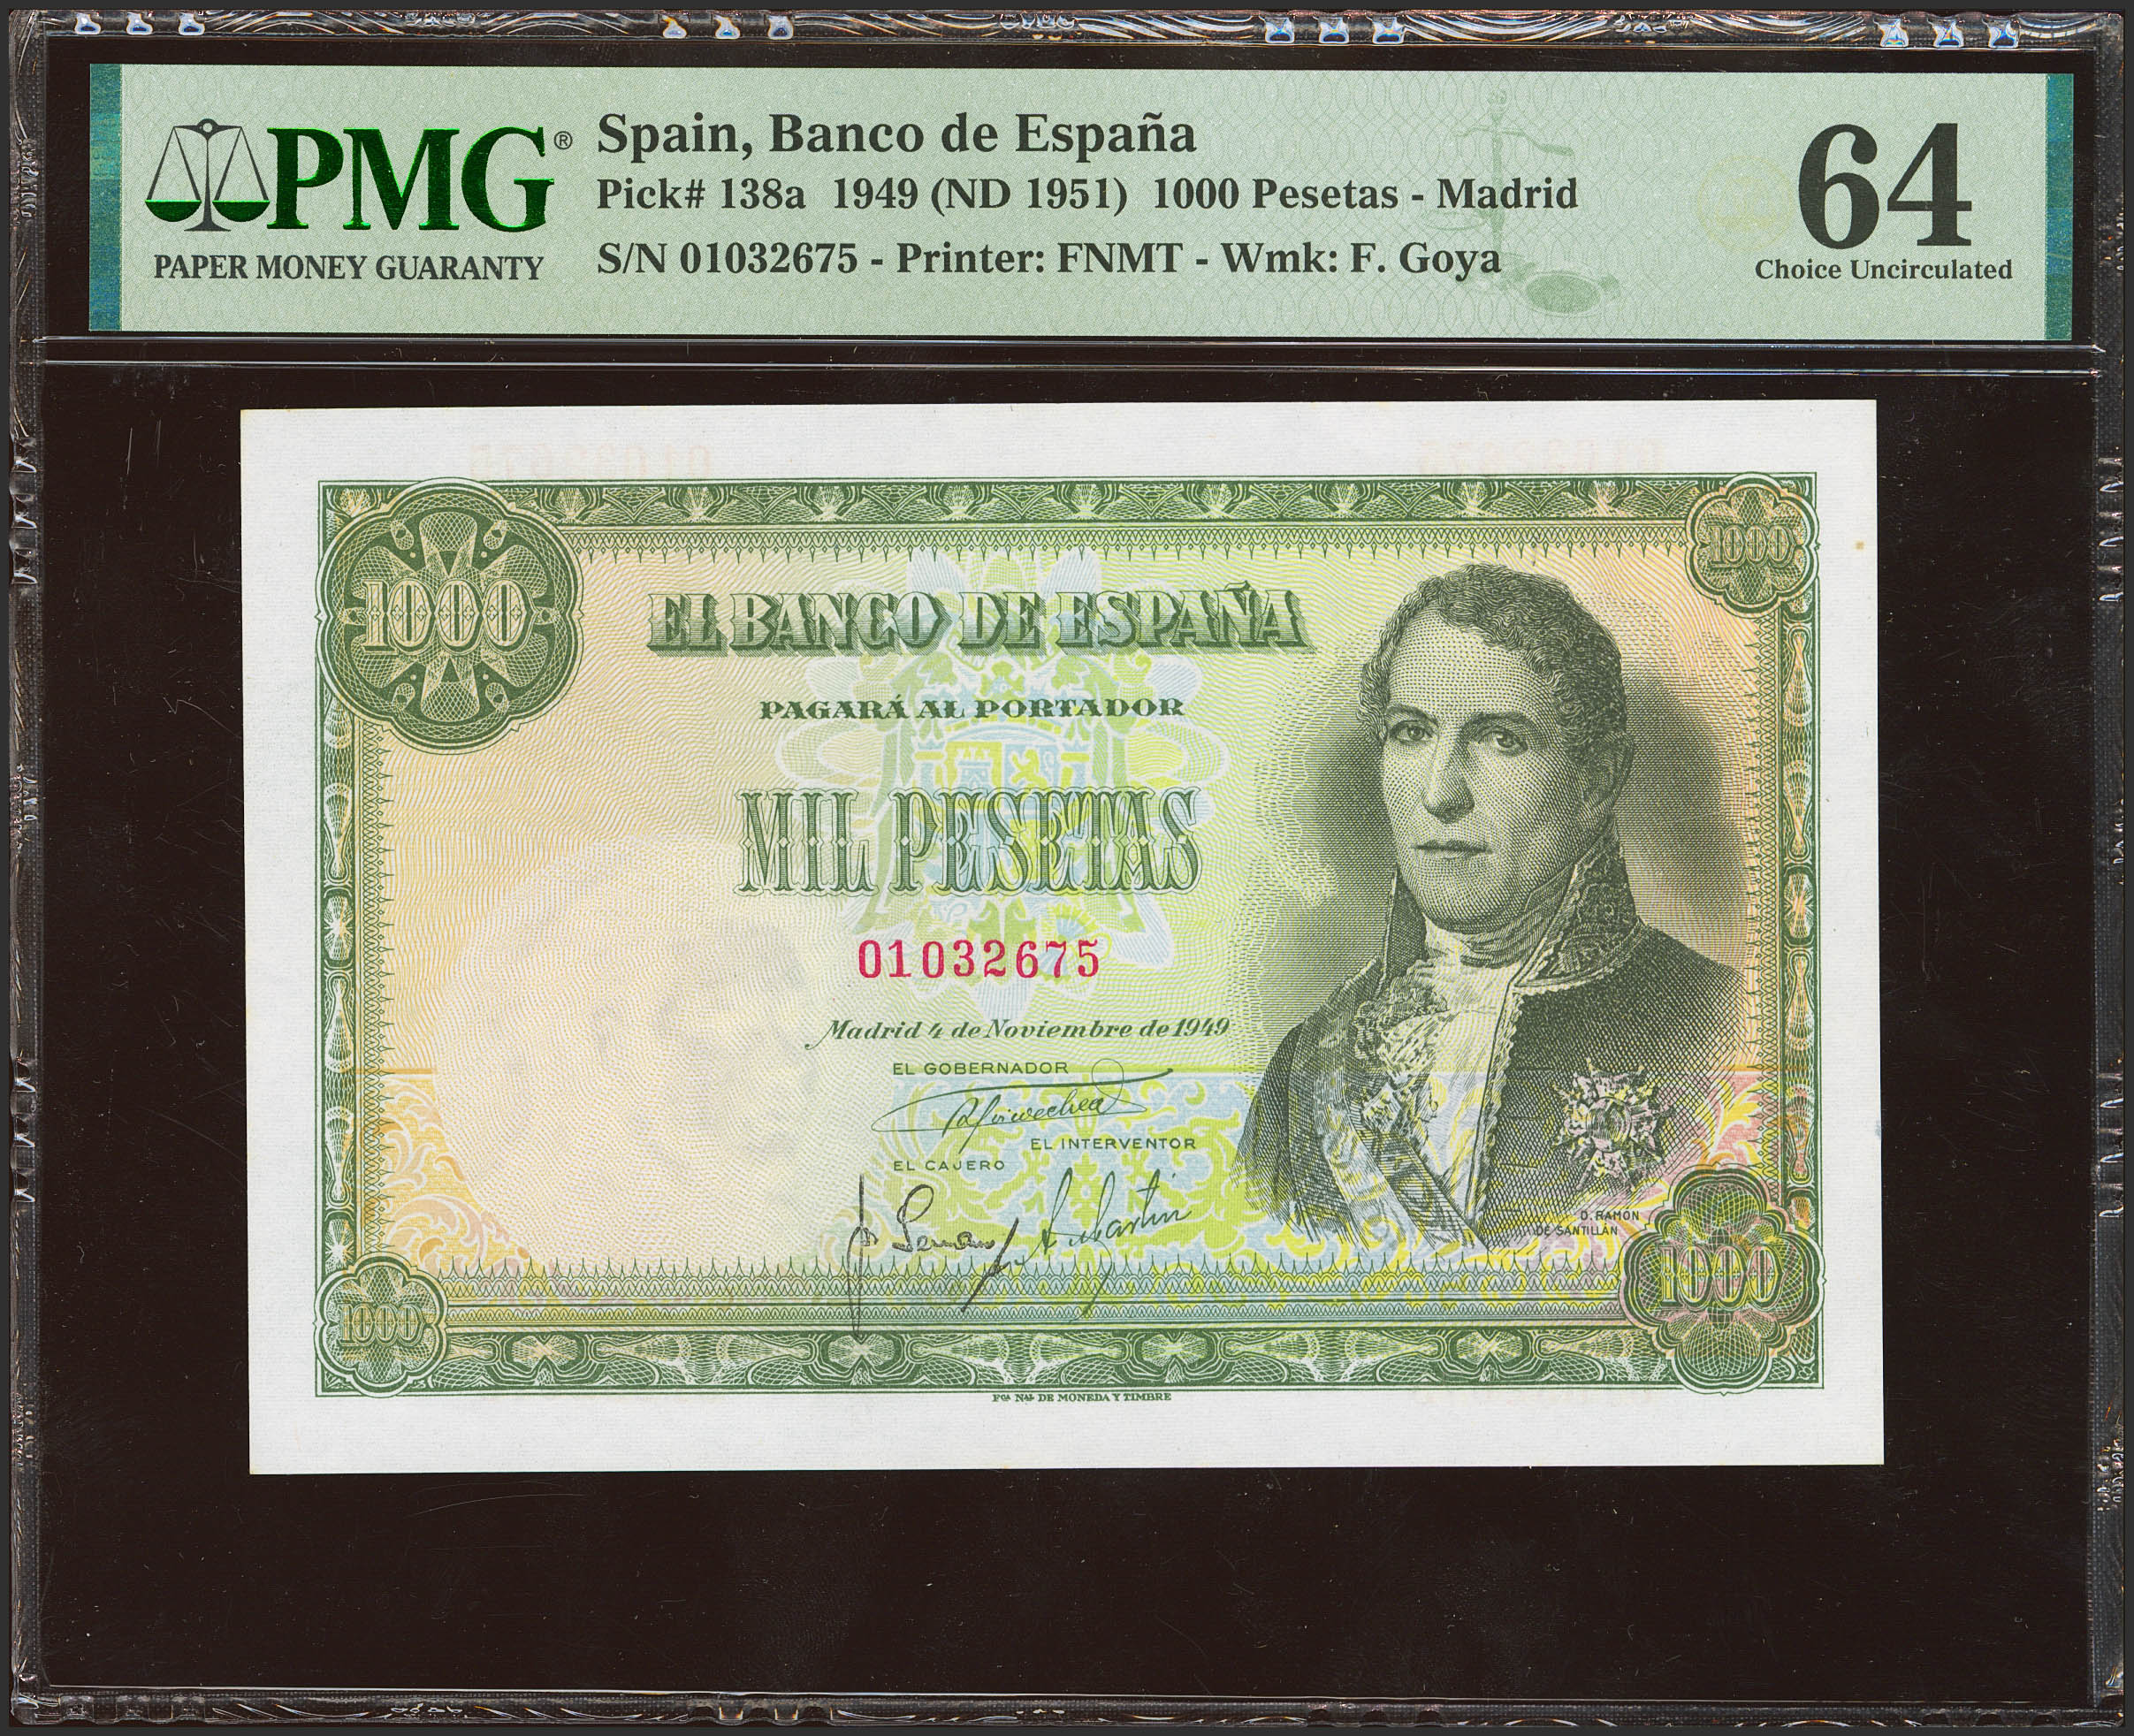 PMG®
PAPER MONEY GUARANTY
Spain, Banco de España
Pick# 138a 1949 (ND 1951) 1000 Pesetas - Madrid
S/N 01032675 - Printer: FNMT - Wmk: F. Goya
64
Choice Uncirculated
1000
1000
EL BANCO DE ESPAÑA
PAGARÁ AL PORTADOR
MIL PESETAS
01032675
Madrid 4 de Noviembre de 1949
EL GOBERNADOR
EL INTERVENTOR
EL CAJERO
D. RAMÓN
DE SANTILLÁN
1000
1000
Fca NAL DE MONEDA Y TIMBRE